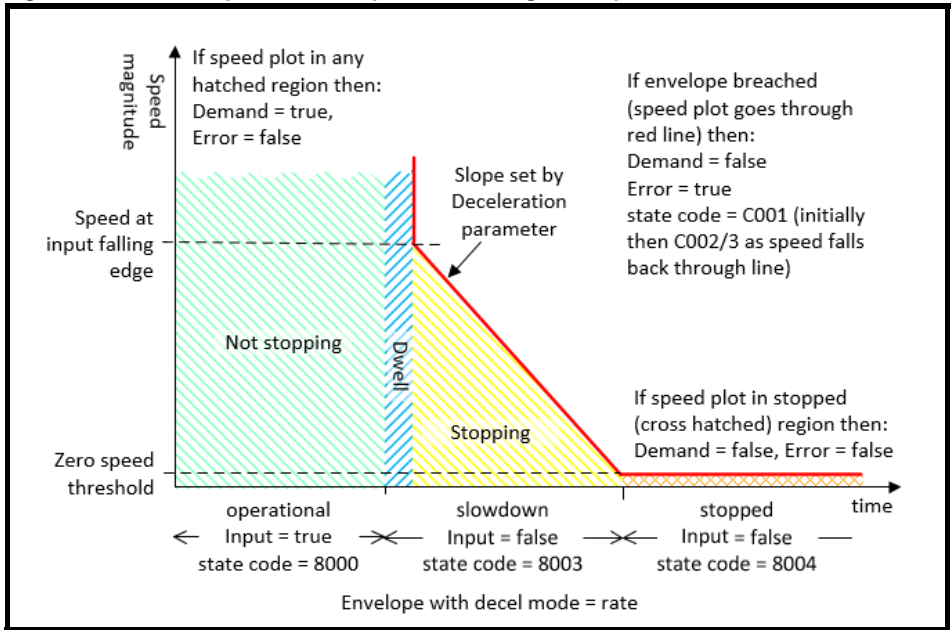 Speed
magnitude
If speed plot in any
hatched region then:
Demand = true,
Error = false
If envelope breached
(speed plot goes through
red line) then:
Demand = false
Error = true
state code = C001 (initially
then C002/3 as speed falls
back through line)
Slope set by
Deceleration
parameter
Speed at
input falling
edge
Not stopping
Dwell
Stopping
If speed plot in stopped
(cross hatched) region then:
Demand = false, Error = false
Zero speed
threshold
time
operational
Input = true
state code = 8000
slowdown
Input = false
state code = 8003
stopped
Input = false
state code = 8004
Envelope with decel mode = rate